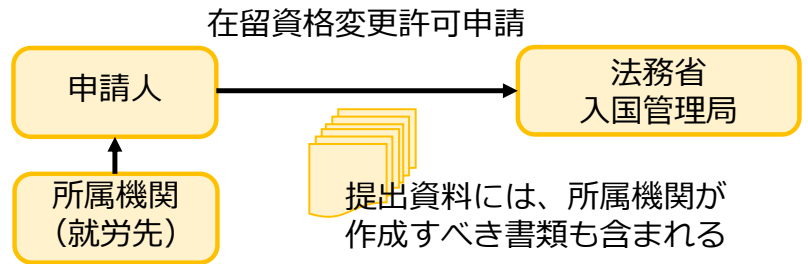 在留資格変更許可申請
申請人
法務省
入国管理局
所属機関
（就労先）
提出資料には、所属機関が
作成すべき書類も含まれる